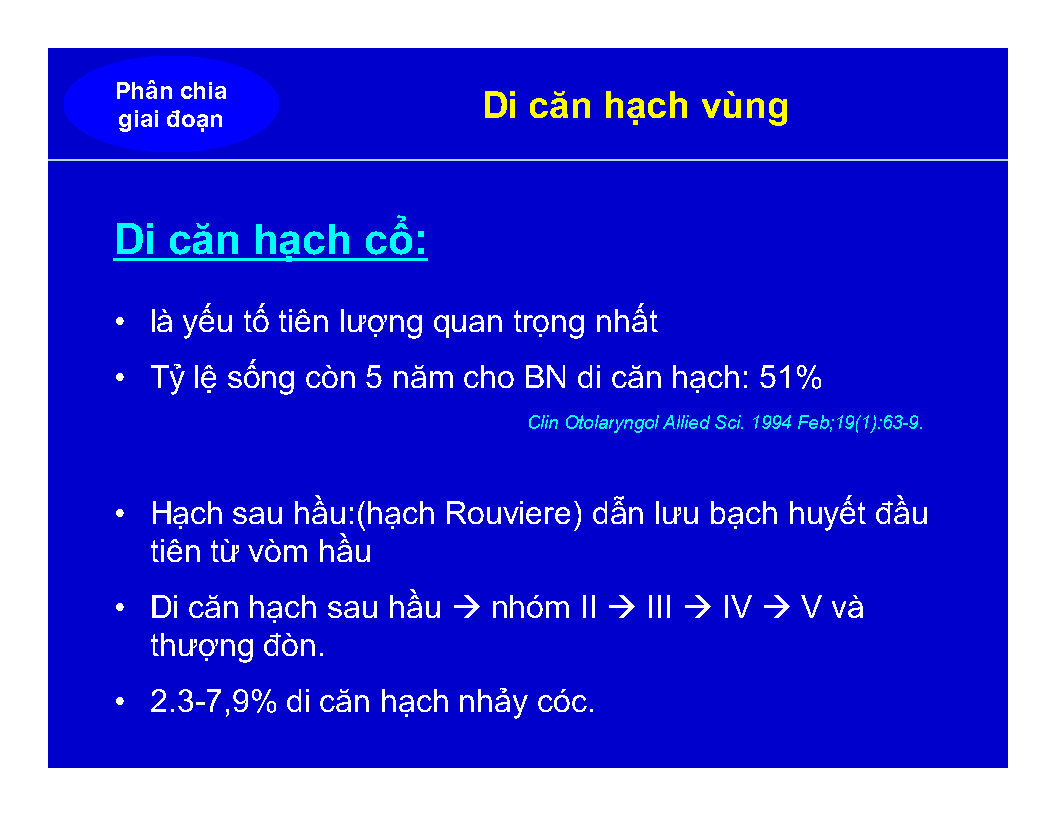 Phân chia
giai đoạn
Di căn hạch vùng
Di căn hạch cổ:
• là yếu tố tiên lượng quan trọng nhất
• Tỷ lệ sống còn 5 năm cho BN di căn hạch: 51%
Clin Otolaryngol Allied Sci. 1994 Feb;19(1):63-9.
• Hạch sau hầu:(hạch Rouviere) dẫn lưu bạch huyết đầu
tiên từ vòm hầu
• Di căn hạch sau hầu → nhóm II → III → IV → V và
thượng đòn.
• 2.3-7,9% di căn hạch nhảy cóc.